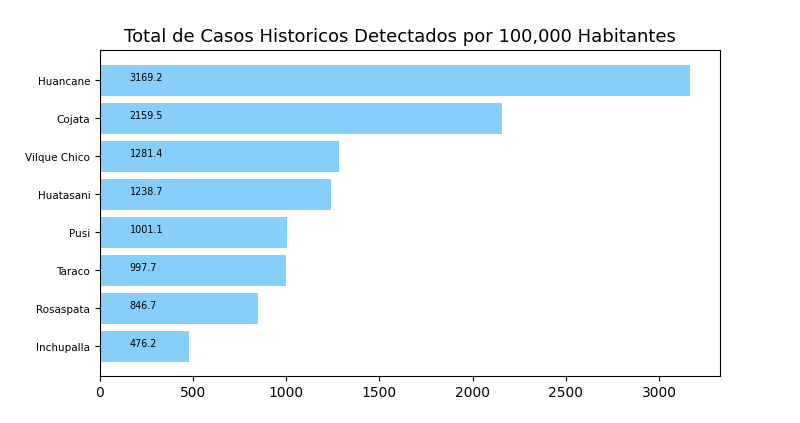 Total de Casos Historicos Detectados por 100,000 Habitantes
Huancane 3169.2
Cojata 2159.5
Vilque Chico 1281.4
Huatasani 1238.7
Pusi 1001.1
Taraco 997.7
Rosaspata 846.7
Inchupalla 476.2
0 500 1000 1500 2000 2500 3000